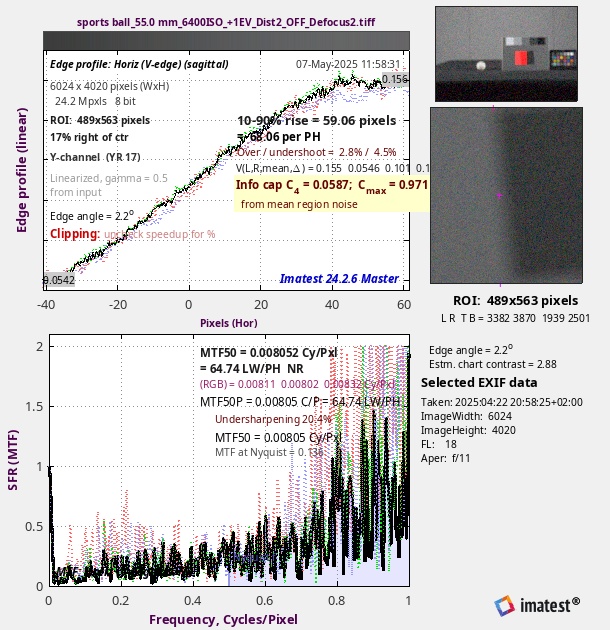 sports ball_55.0 mm_6400ISO_+1EV_Dist2_OFF_Defocus2.tiff
Edge profile: Horiz (V-edge) (sagittal)
07-May-2025 11:58:31
0.156
6024 x 4020 pixels (WxH)
24.2 Mpxls 8 bit
ROI: 489x563 pixels
17% right of ctr
Y-channel (YR 17)
Linearized, gamma = 0.5
from input
Edge angle = 2.2o
Clipping: uncheck speedup for %
10-90% rise = 59.06 pixels
= 68.06 per PH
Over / undershoot = 2.8% / 4.5%
V(L,R,mean,Δ) = 0.155 0.0546 0.101 0.1
Info cap C4 = 0.0587; Cmax = 0.971
from mean region noise
0.0542
Imatest 24.2.6 Master
Edge profile (linear)
-40 -20 0 20 40 60
Pixels (Hor)
ROI: 489x563 pixels
L R T B = 3382 3870 1939 2501
Edge angle = 2.2o
Estm. chart contrast = 2.88
Selected EXIF data
Taken: 2025:04:22 20:58:25+02:00
ImageWidth: 6024
ImageHeight: 4020
FL: 18
Aper: f/11
MTF50 = 0.008052 Cy/Pxl
= 64.74 LW/PH NR
(RGB) = 0.00811 0.00802 0.00832 Cy/Pxl
MTF50P = 0.00805 C/P = 64.74 LW/PH
Undersharpening 20.4%
MTF50 = 0.00805 Cy/Pxl
MTF at Nyquist = 0.136
SFR (MTF)
2
1.5
1
0.5
0
0 0.2 0.4 0.6 0.8 1
Frequency, Cycles/Pixel
imatest®